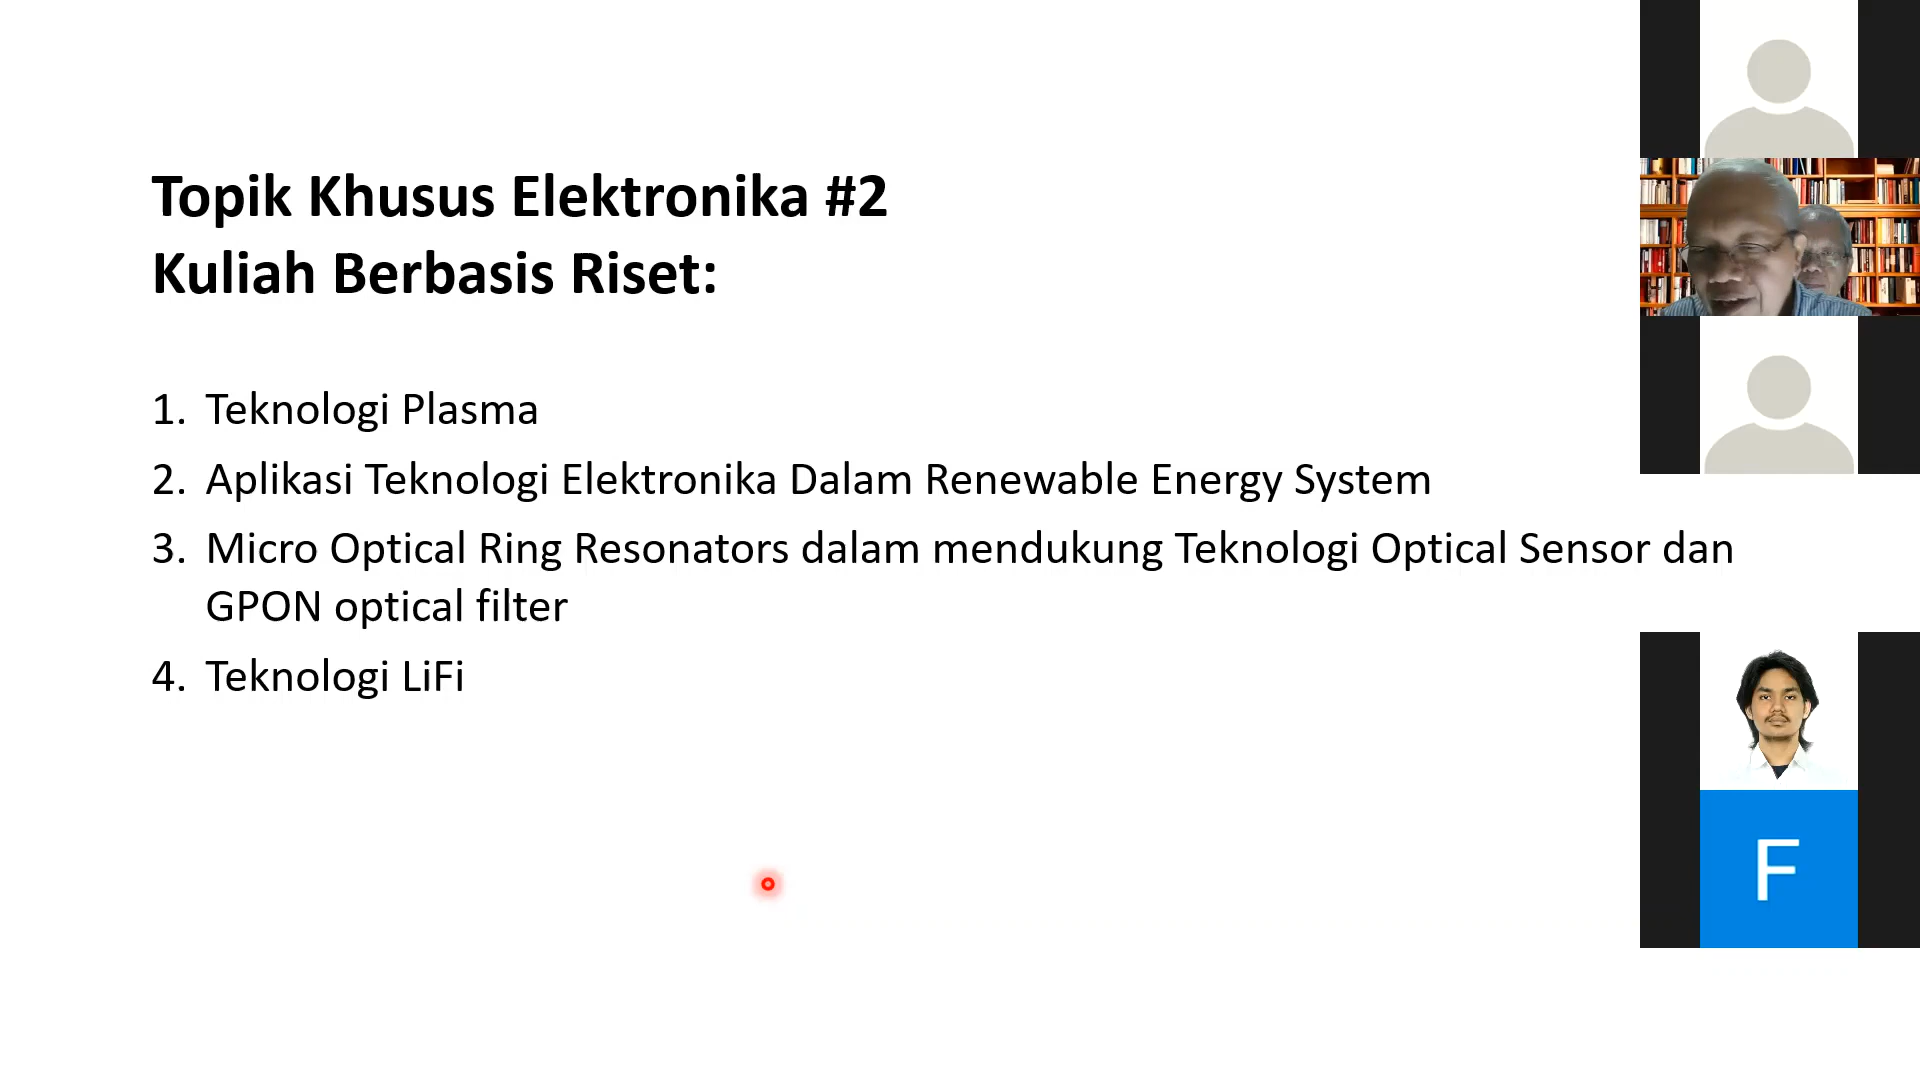 Topik Khusus Elektronika #2
Kuliah Berbasis Riset:
1. Teknologi Plasma
2. Aplikasi Teknologi Elektronika Dalam Renewable Energy System
3. Micro Optical Ring Resonators dalam mendukung Teknologi Optical Sensor dan
GPON optical filter
4. Teknologi LiFi
F